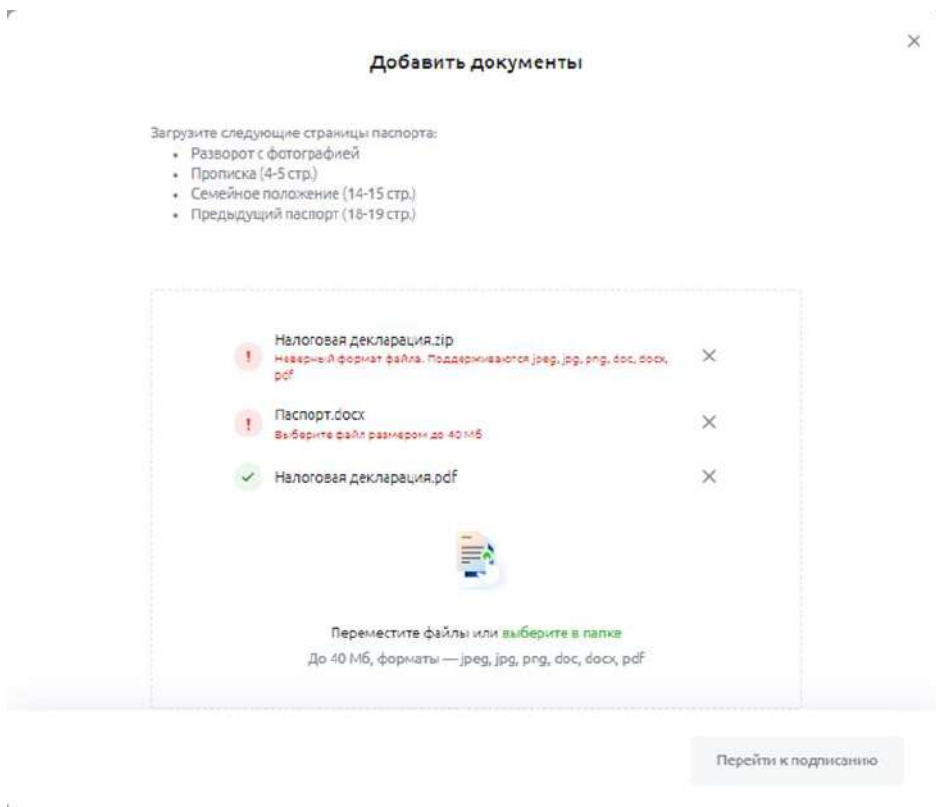 Добавить документы
Загрузите следующие страницы паспорта:
• Разворот с фотографией
• Прописка (4-5 стр.)
• Семейное положение (14-15 стр.)
• Предыдущий паспорт (18-19 стр.)
Налоговая декларация.zip
Неверный формат файла. Поддерживаются jpeg, jpg, png, doc, docx,
pdf
Паспорт.docx
Выберите файл размером до 40 Мб
Налоговая декларация.pdf
Переместите файлы или выберите в папке
До 40 Мб, форматы — jpeg, jpg, png, doc, docx, pdf
Перейти к подписанию